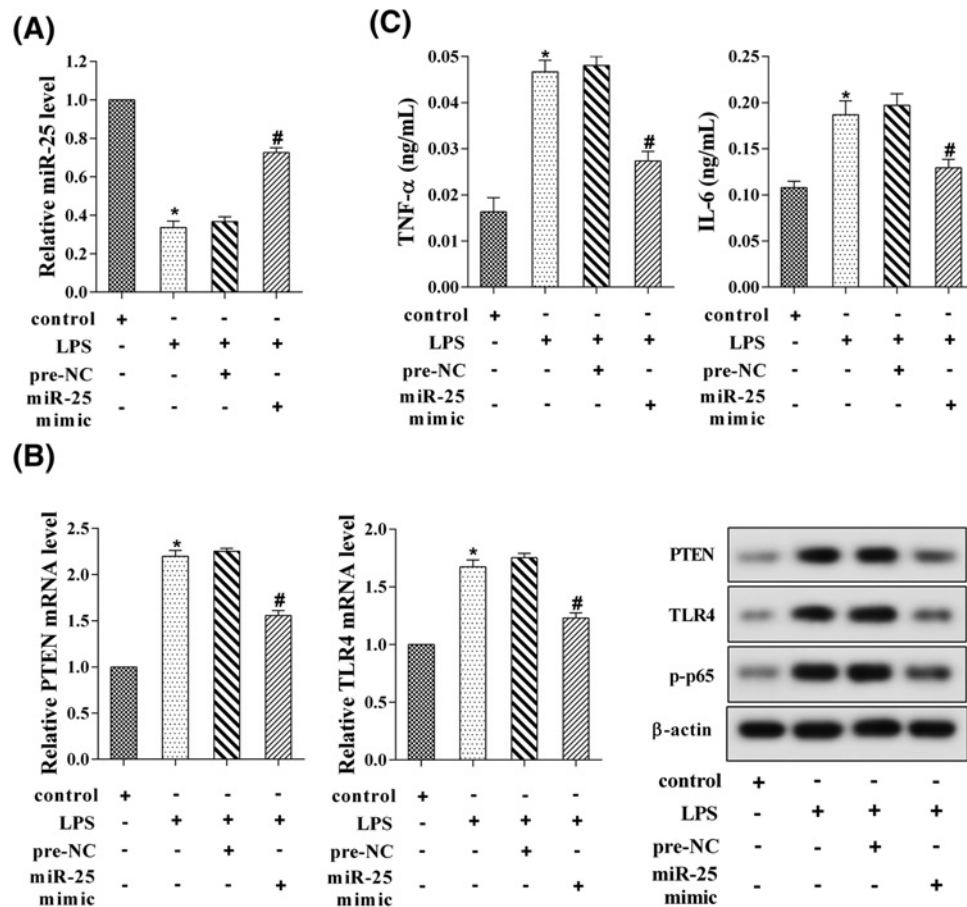 (A)
Relative miR-25 level
1.2
1.0
0.8
0.6
0.4
0.2
0.0
*
#
control + - - -
LPS - + + +
pre-NC - - + -
miR-25 mimic - - - +
(C)
TNF-α (ng/mL)
0.05
0.04
0.03
0.02
0.01
0.00
*
#
control + - - -
LPS - + + +
pre-NC - - + -
miR-25 mimic - - - +
IL-6 (ng/mL)
0.25
0.20
0.15
0.10
0.05
0.00
*
#
control + - - -
LPS - + + +
pre-NC - - + -
miR-25 mimic - - - +
(B)
Relative PTEN mRNA level
2.5
2.0
1.5
1.0
0.5
0.0
*
#
control + - - -
LPS - + + +
pre-NC - - + -
miR-25 mimic - - - +
Relative TLR4 mRNA level
2.0
1.5
1.0
0.5
0.0
*
#
control + - - -
LPS - + + +
pre-NC - - + -
miR-25 mimic - - - +
PTEN
TLR4
p-p65
β-actin
control + - - -
LPS - + + +
pre-NC - - + -
miR-25 mimic - - - +